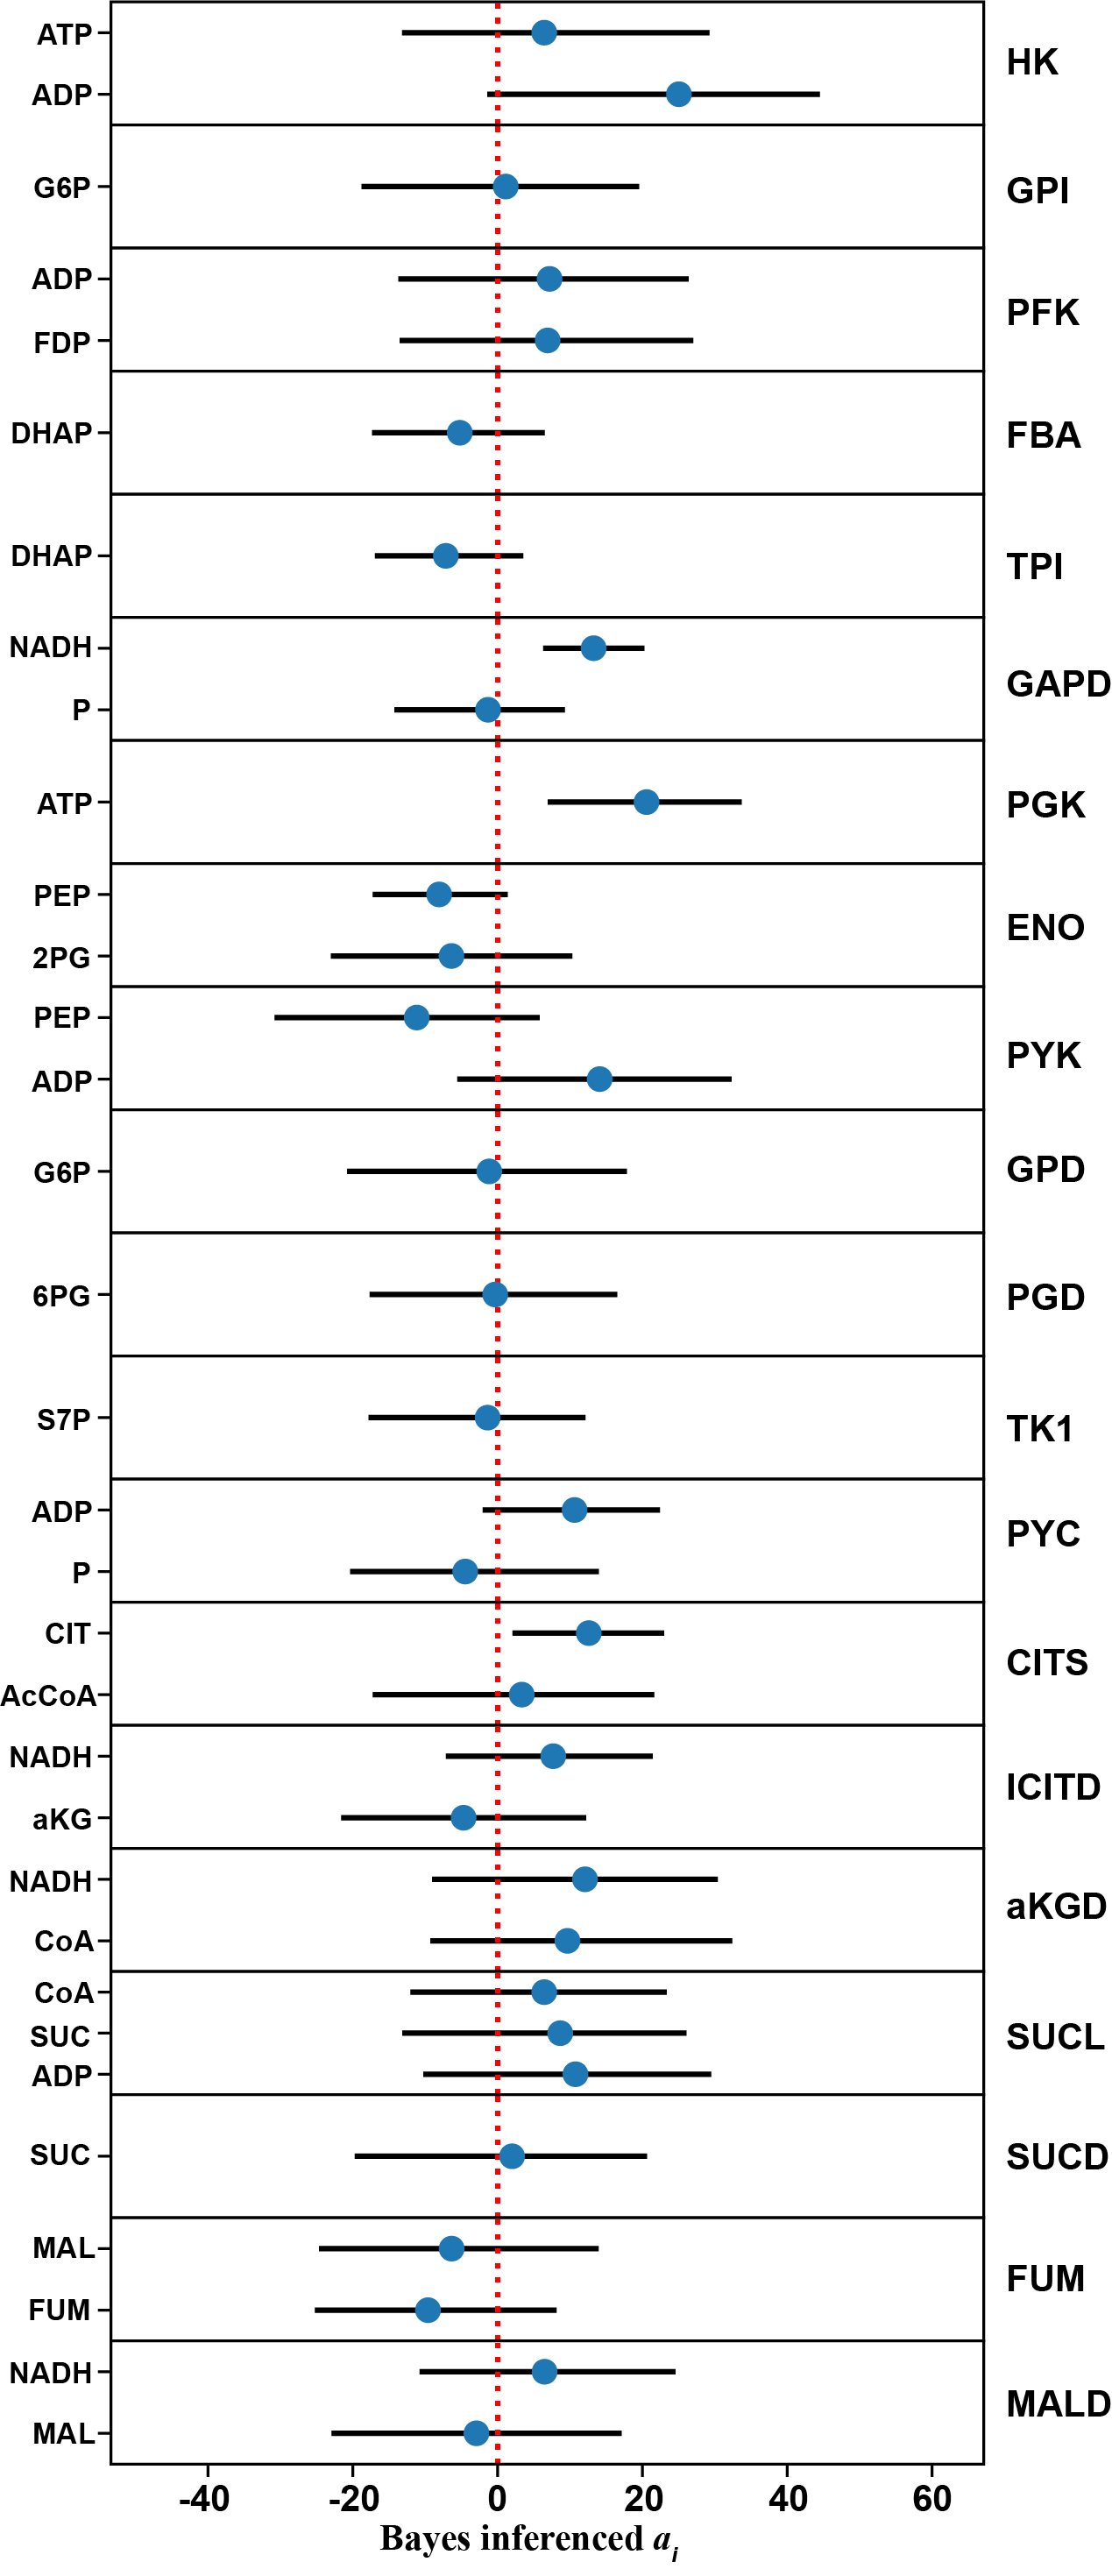 ATP
HK
ADP
G6P
GPI
ADP
PFK
FDP
DHAP
FBA
DHAP
TPI
NADH
GAPD
P
ATP
PGK
PEP
ENO
2PG
PEP
PYK
ADP
G6P
GPD
6PG
PGD
S7P
TK1
ADP
PYC
P
CIT
CITS
AcCoA
NADH
ICITD
aKG
NADH
aKGD
CoA
CoA
SUC
SUCL
ADP
SUC
SUCD
MAL
FUM
FUM
NADH
MALD
MAL
-40 -20 0 20 40 60
Bayes inferenced ai